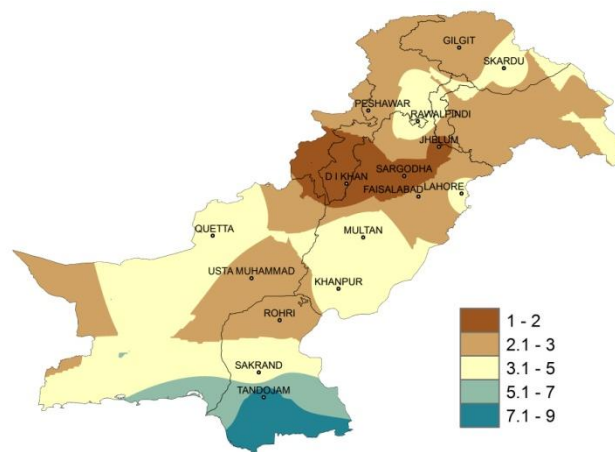 GILGIT
SKARDU
PESHAWAR
RAWALPINDI
JHELUM
D I KHAN
SARGODHA
FAISALABAD
LAHORE
QUETTA
MULTAN
USTA MUHAMMAD
KHANPUR
ROHRI
SAKRAND
TANDOJAM
1 - 2
2.1 - 3
3.1 - 5
5.1 - 7
7.1 - 9